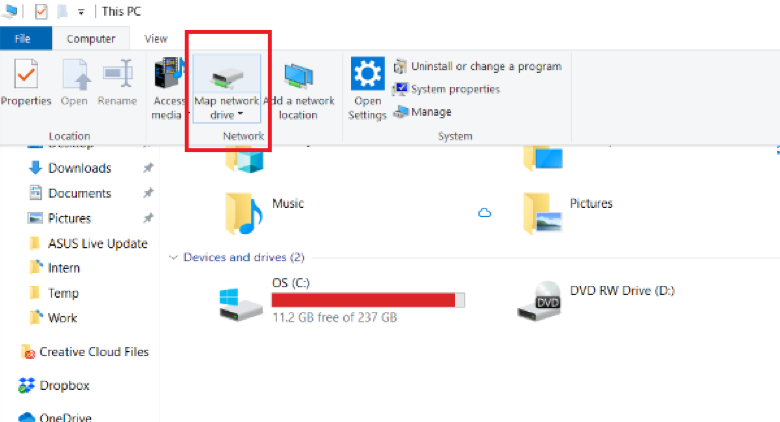 This PC
File
Computer
View
Properties
Open
Rename
Access
media
Map network
drive
Add a network
location
Open
Settings
Uninstall or change a program
System properties
Manage
Location
Network
System
Desktop
Downloads
Documents
Pictures
ASUS Live Update
Intern
Temp
Work
Creative Cloud Files
Dropbox
OneDrive
Music
Pictures
Devices and drives (2)
OS (C:)
11.2 GB free of 237 GB
DVD
DVD RW Drive (D:)